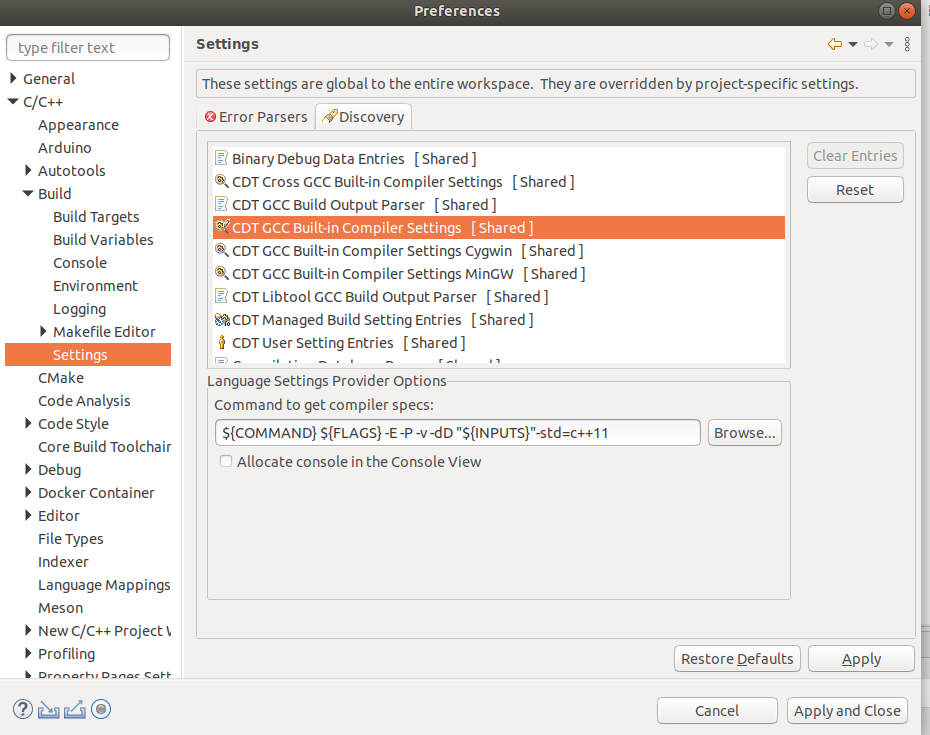 Preferences
type filter text
General
C/C++
Appearance
Arduino
Autotools
Build
Build Targets
Build Variables
Console
Environment
Logging
Makefile Editor
Settings
CMake
Code Analysis
Code Style
Core Build Toolchair
Debug
Docker Container
Editor
File Types
Indexer
Language Mappings
Meson
New C/C++ Project W
Profiling
Property Pages Sett
Settings
These settings are global to the entire workspace.  They are overridden by project-specific settings.
Error Parsers
Discovery
Binary Debug Data Entries   [ Shared ]
CDT Cross GCC Built-in Compiler Settings   [ Shared ]
CDT GCC Build Output Parser   [ Shared ]
CDT GCC Built-in Compiler Settings   [ Shared ]
CDT GCC Built-in Compiler Settings Cygwin   [ Shared ]
CDT GCC Built-in Compiler Settings MinGW   [ Shared ]
CDT Libtool GCC Build Output Parser   [ Shared ]
CDT Managed Build Setting Entries   [ Shared ]
CDT User Setting Entries   [ Shared ]
Clear Entries
Reset
Language Settings Provider Options
Command to get compiler specs:
${COMMAND} ${FLAGS} -E -P -v -dD "${INPUTS}"-std=c++11
Browse...
Allocate console in the Console View
Restore Defaults
Apply
Cancel
Apply and Close